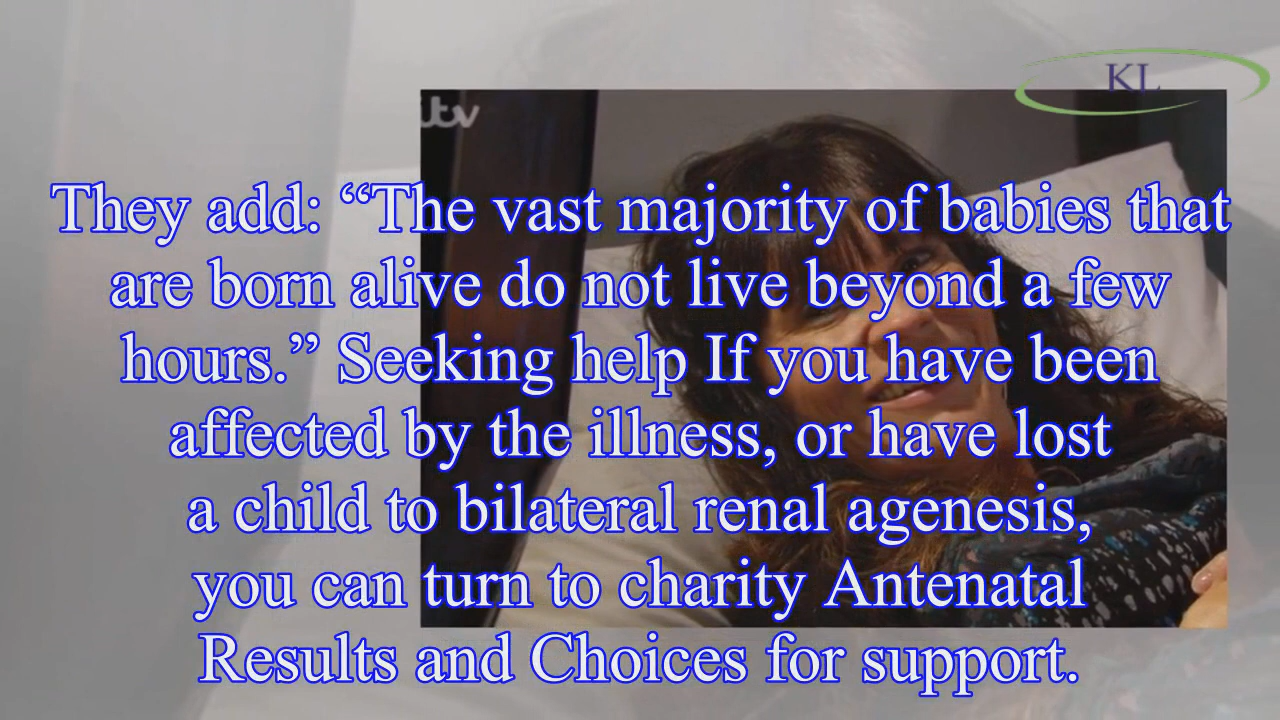 KL
itv
They add: “The vast majority of babies that
are born alive do not live beyond a few
hours.” Seeking help If you have been
affected by the illness, or have lost
a child to bilateral renal agenesis,
you can turn to charity Antenatal
Results and Choices for support.